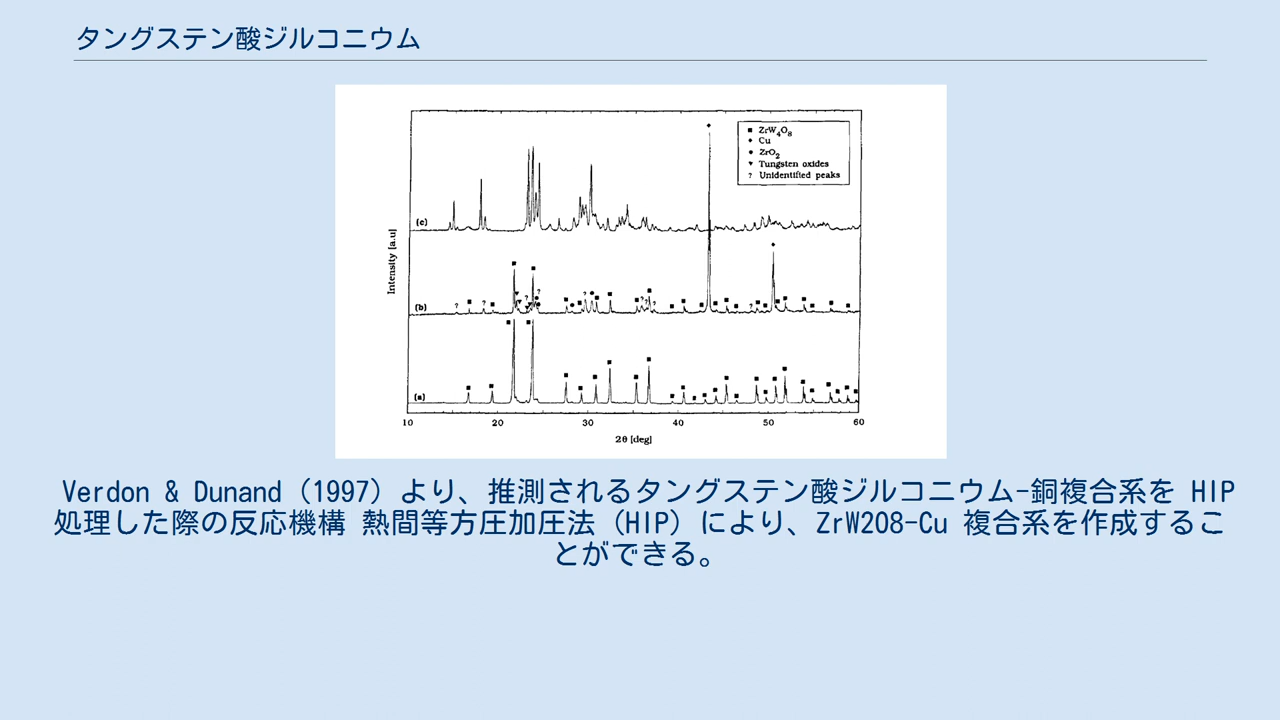 タングステン酸ジルコニウム
ZrW4O8
Cu
ZrO2
Tungsten oxides
? Unidentified peaks
(c)
Intensity [a.u]
(b)
(a)
10 20 30 40 50 60
2θ [deg]
Verdon & Dunand (1997) より、推測されるタングステン酸ジルコニウム-銅複合系を HIP
処理した際の反応機構 熱間等方圧加圧法 (HIP) により、ZrW2O8-Cu 複合系を作成するこ
とができる。